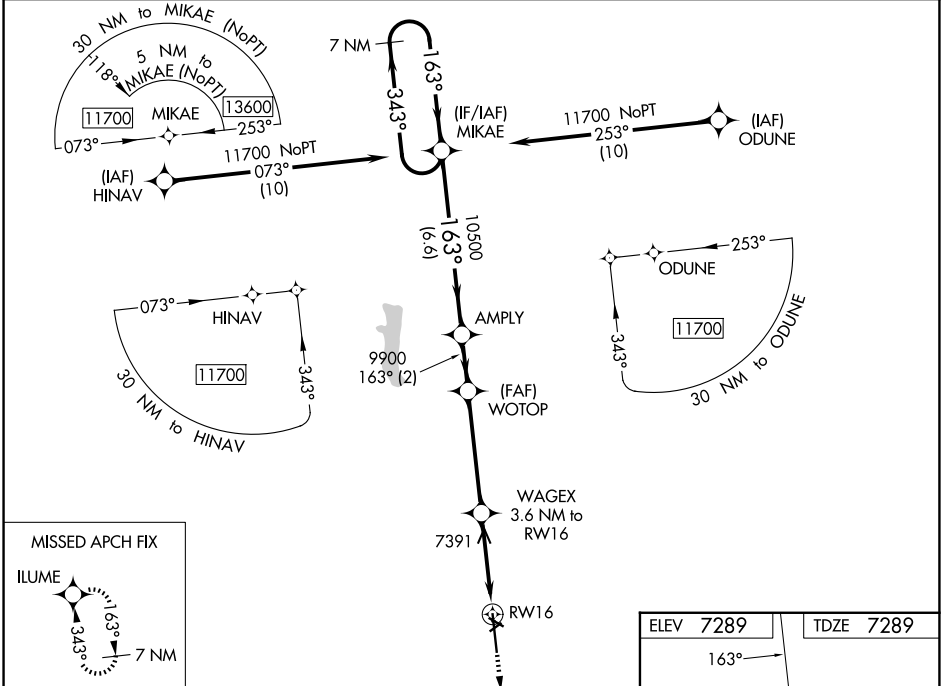 30 NM to MIKAE (NoPT)
5 NM to
MIKAE (NoPT)
118°
11700
MIKAE
13600
073°
253°
7 NM
163°
343°
(IF/IAF)
MIKAE
11700 NoPT
253°
(10)
(IAF)
ODUNE
11700 NoPT
073°
(10)
(IAF)
HINAV
10500
163°
(6.6)
073°
HINAV
11700
343°
30 NM to HINAV
253°
ODUNE
11700
343°
30 NM to ODUNE
AMPLY
9900
163° (2)
(FAF)
WOTOP
WAGEX
3.6 NM to
RW16
7391
RW16
MISSED APCH FIX
ILUME
163°
343°
7 NM
ELEV 7289
TDZE 7289
163°